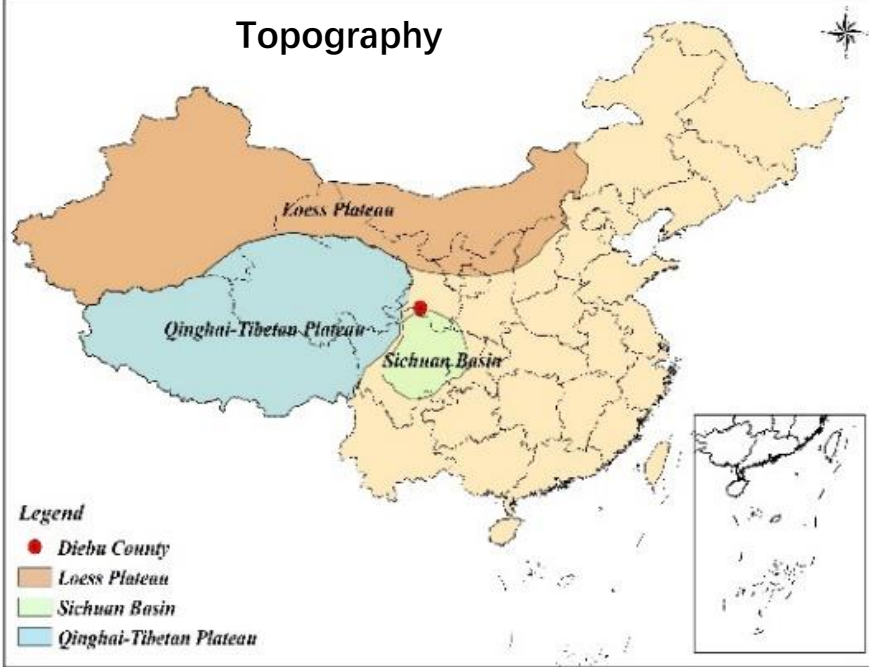 Topography
Loess Plateau
Qinghai-Tibetan Plateau
Sichuan Basin
Legend
Diebu County
Loess Plateau
Sichuan Basin
Qinghai-Tibetan Plateau